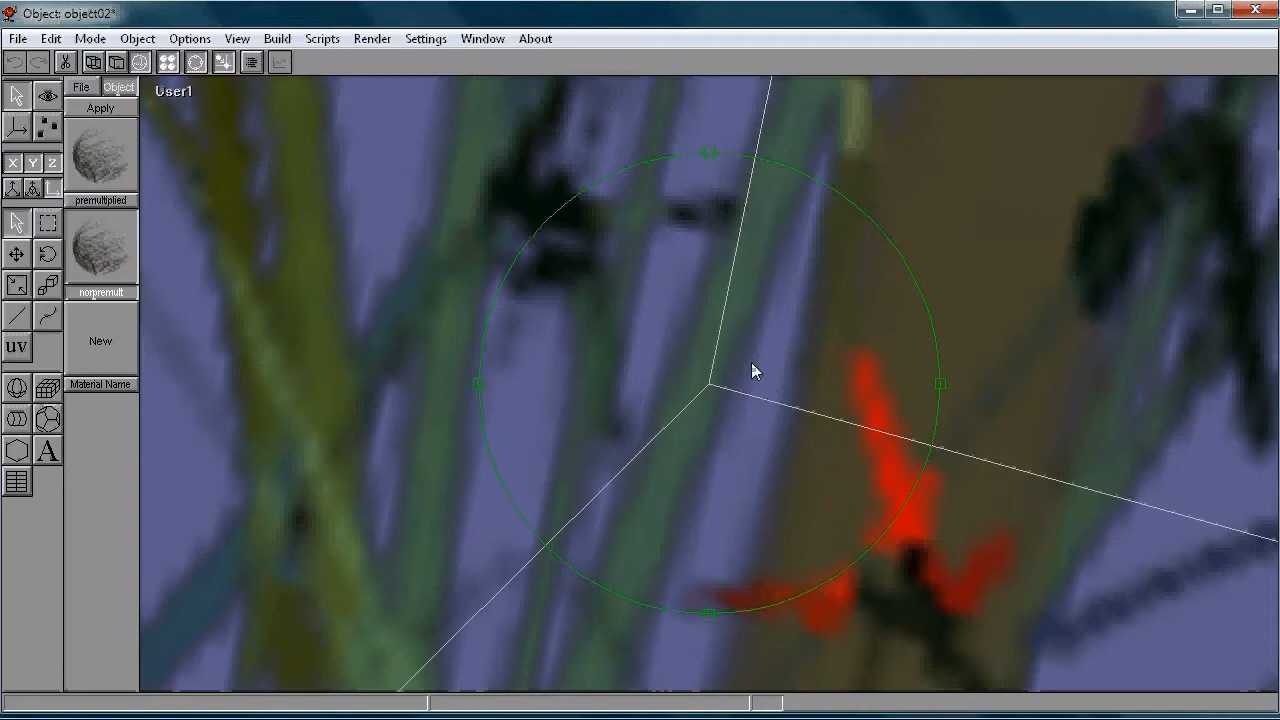 Object: object02*
File Edit Mode Object Options View Build Scripts Render Settings Window About
File Object
User1
Apply
X Y Z
premultiplied
norpremult
New
uv
Material Name
A